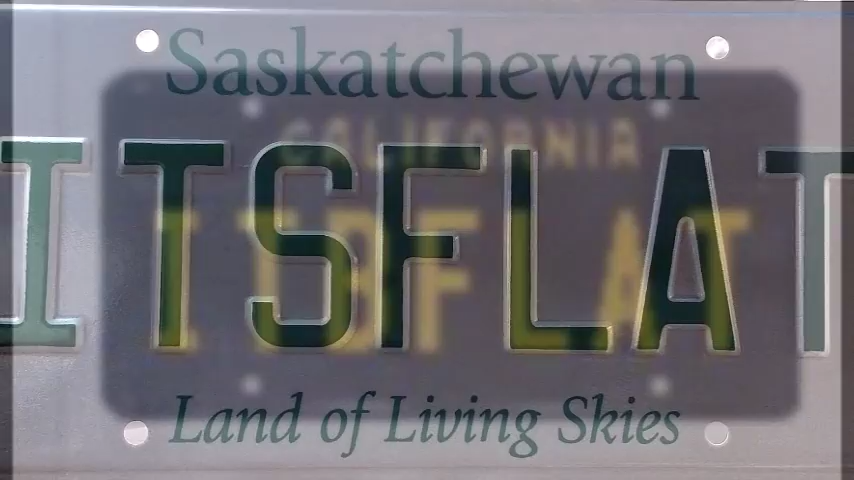 Saskatchewan
CALIFORNIA
ITSFLAT
Land of Living Skies